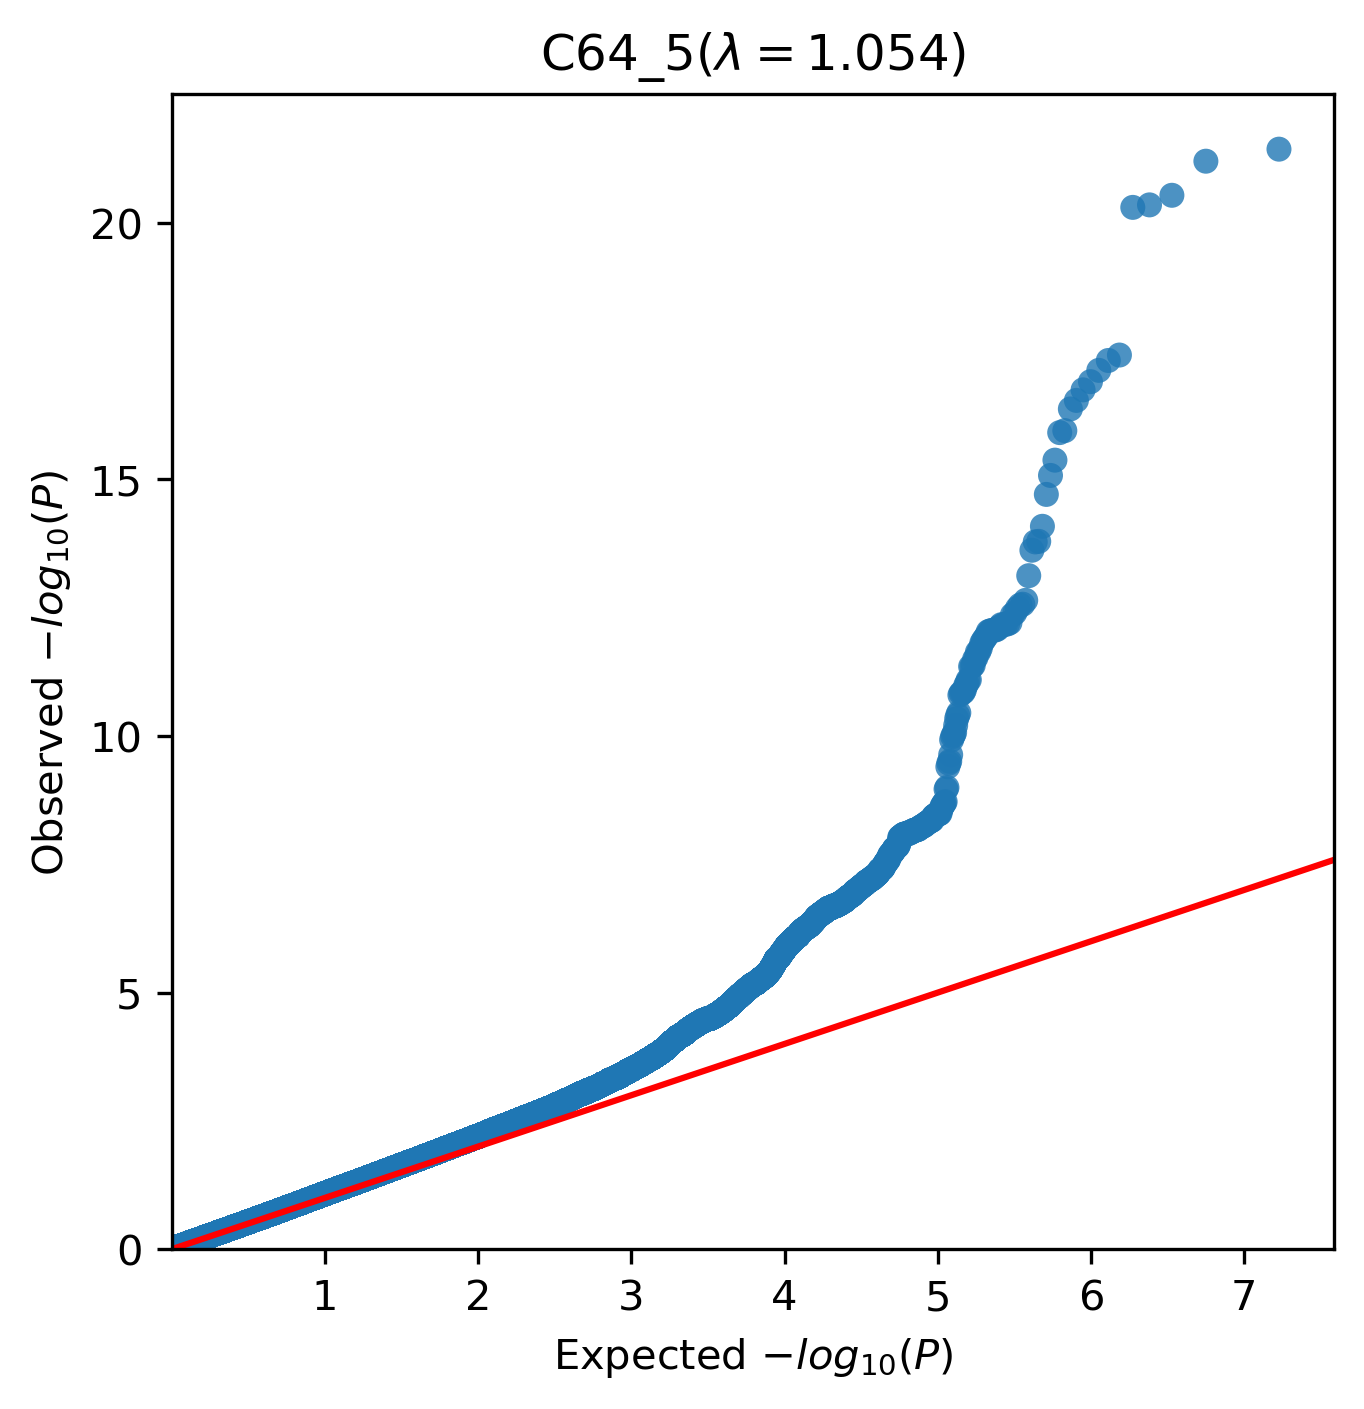 C64_5(λ = 1.054)
Observed −log₁₀(P)
20
15
10
5
0
1 2 3 4 5 6 7
Expected −log₁₀(P)